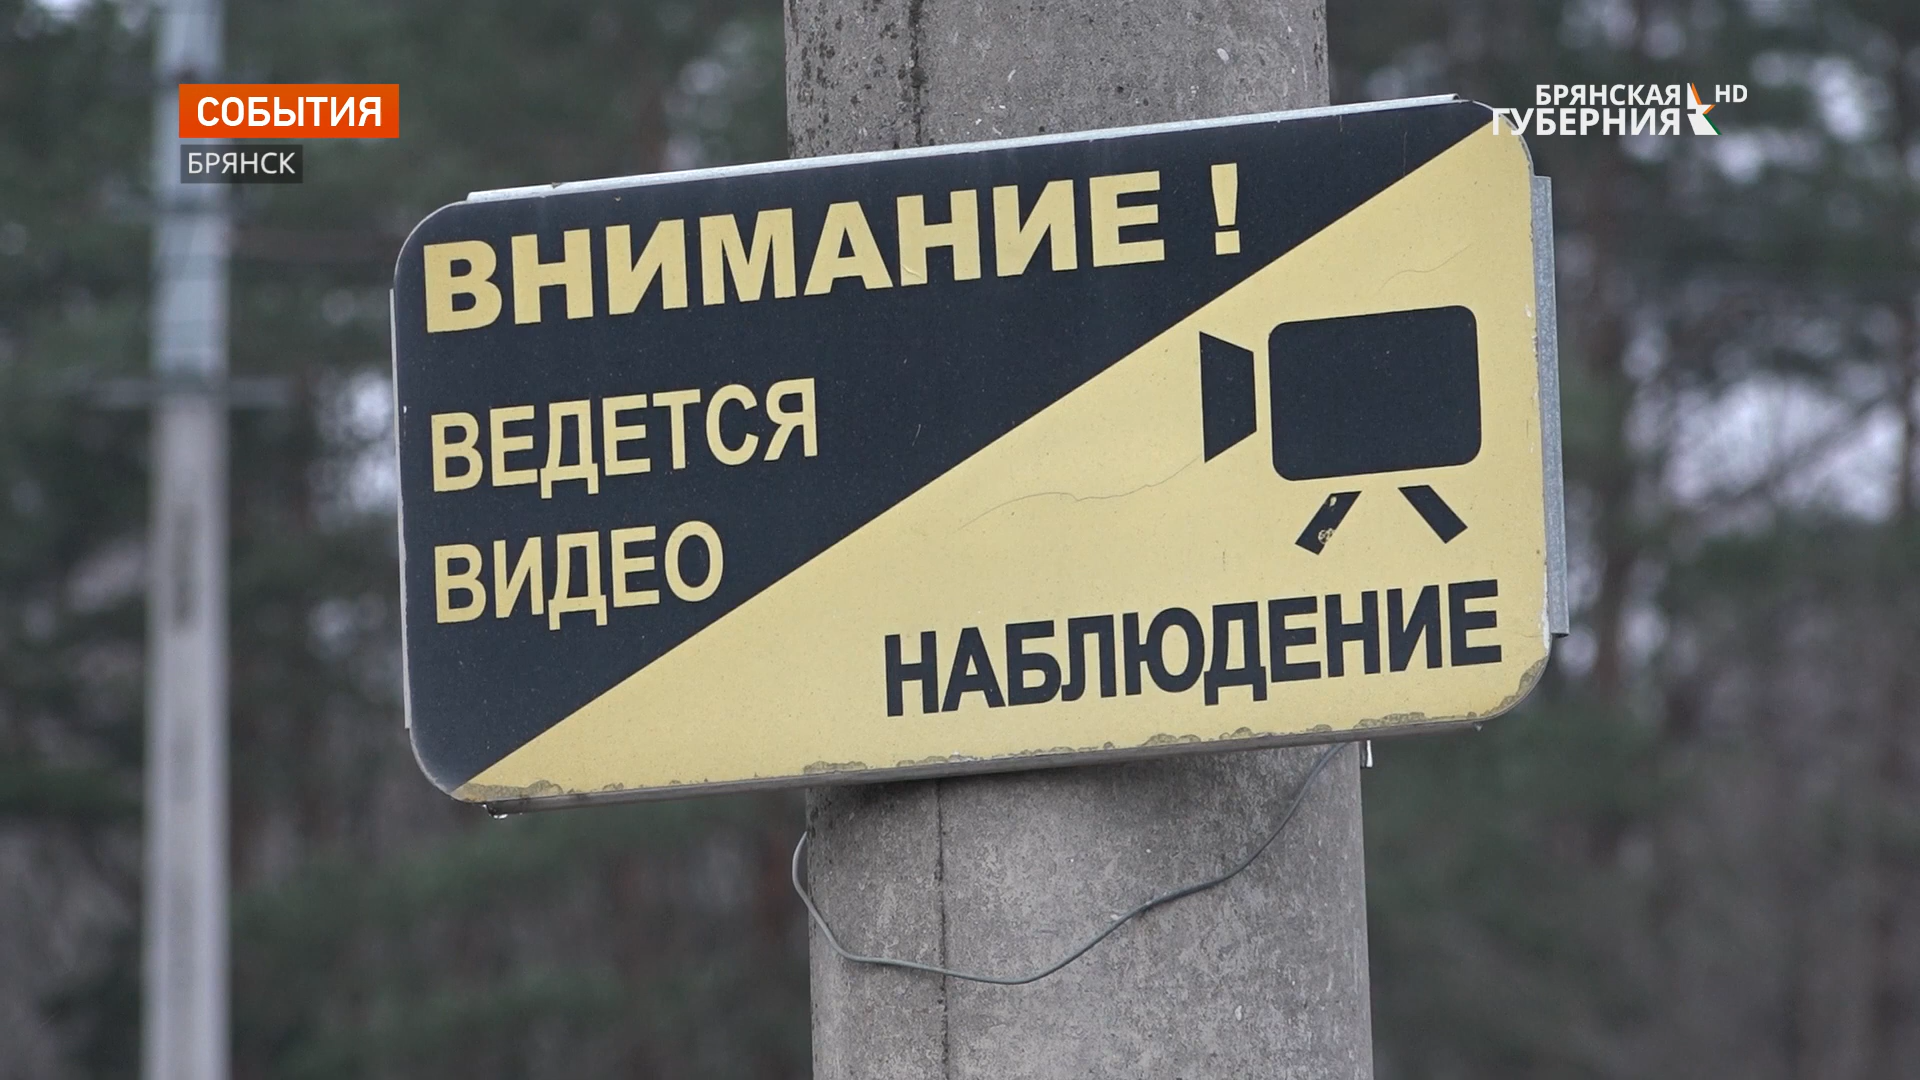 СОБЫТИЯ
БРЯНСК
БРЯНСКАЯ HD
ГУБЕРНИЯ
ВНИМАНИЕ !
ВЕДЕТСЯ
ВИДЕО
НАБЛЮДЕНИЕ